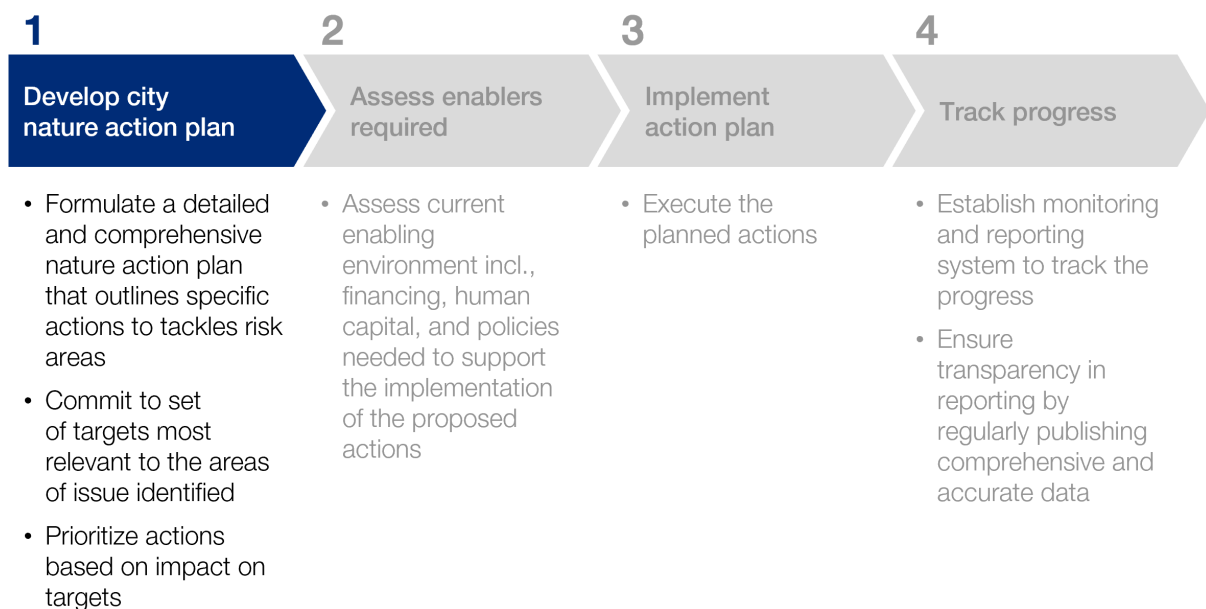 1
Develop city
nature action plan
• Formulate a detailed
and comprehensive
nature action plan
that outlines specific
actions to tackles risk
areas
• Commit to set
of targets most
relevant to the areas
of issue identified
• Prioritize actions
based on impact on
targets
2
Assess enablers
required
• Assess current
enabling
environment incl.,
financing, human
capital, and policies
needed to support
the implementation
of the proposed
actions
3
Implement
action plan
• Execute the
planned actions
4
Track progress
• Establish monitoring
and reporting
system to track the
progress
• Ensure
transparency in
reporting by
regularly publishing
comprehensive and
accurate data